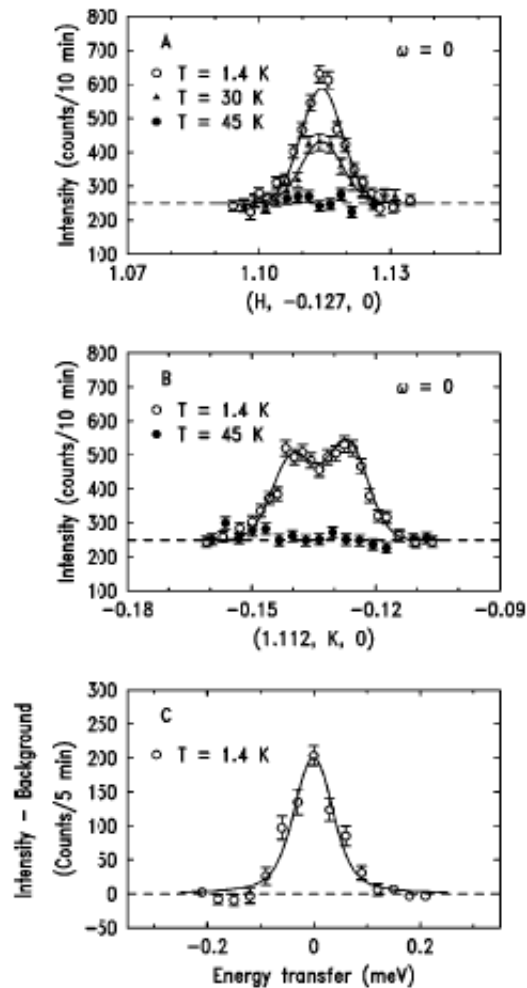 800
700
600
500
400
300
200
100
Intensity (counts/10 min)
A
ω = 0
T = 1.4 K
T = 30 K
T = 45 K
1.07
1.10
1.13
(H, -0.127, 0)
800
700
600
500
400
300
200
100
Intensity (counts/10 min)
B
ω = 0
T = 1.4 K
T = 45 K
-0.18
-0.15
-0.12
-0.09
(1.112, K, 0)
300
250
200
150
100
50
0
-50
Intensity - Background
(Counts/5 min)
C
T = 1.4 K
-0.2
0
0.2
Energy transfer (meV)